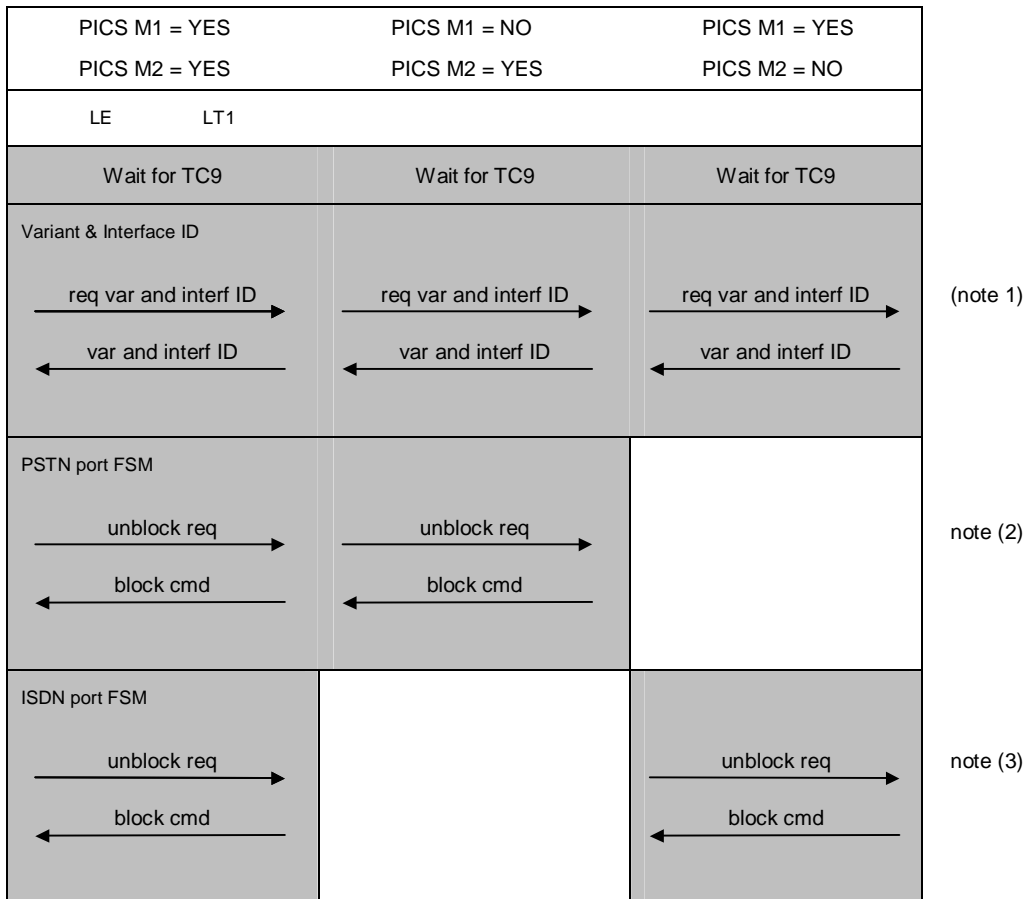 PICS M1 = YES PICS M1 = NO PICS M1 = YES
PICS M2 = YES PICS M2 = YES PICS M2 = NO
LE LT1
Wait for TC9 Wait for TC9 Wait for TC9
Variant & Interface ID
req var and interf ID req var and interf ID req var and interf ID (note 1)
var and interf ID var and interf ID var and interf ID
PSTN port FSM
unblock req unblock req note (2)
block cmd block cmd
ISDN port FSM
unblock req unblock req note (3)
block cmd block cmd